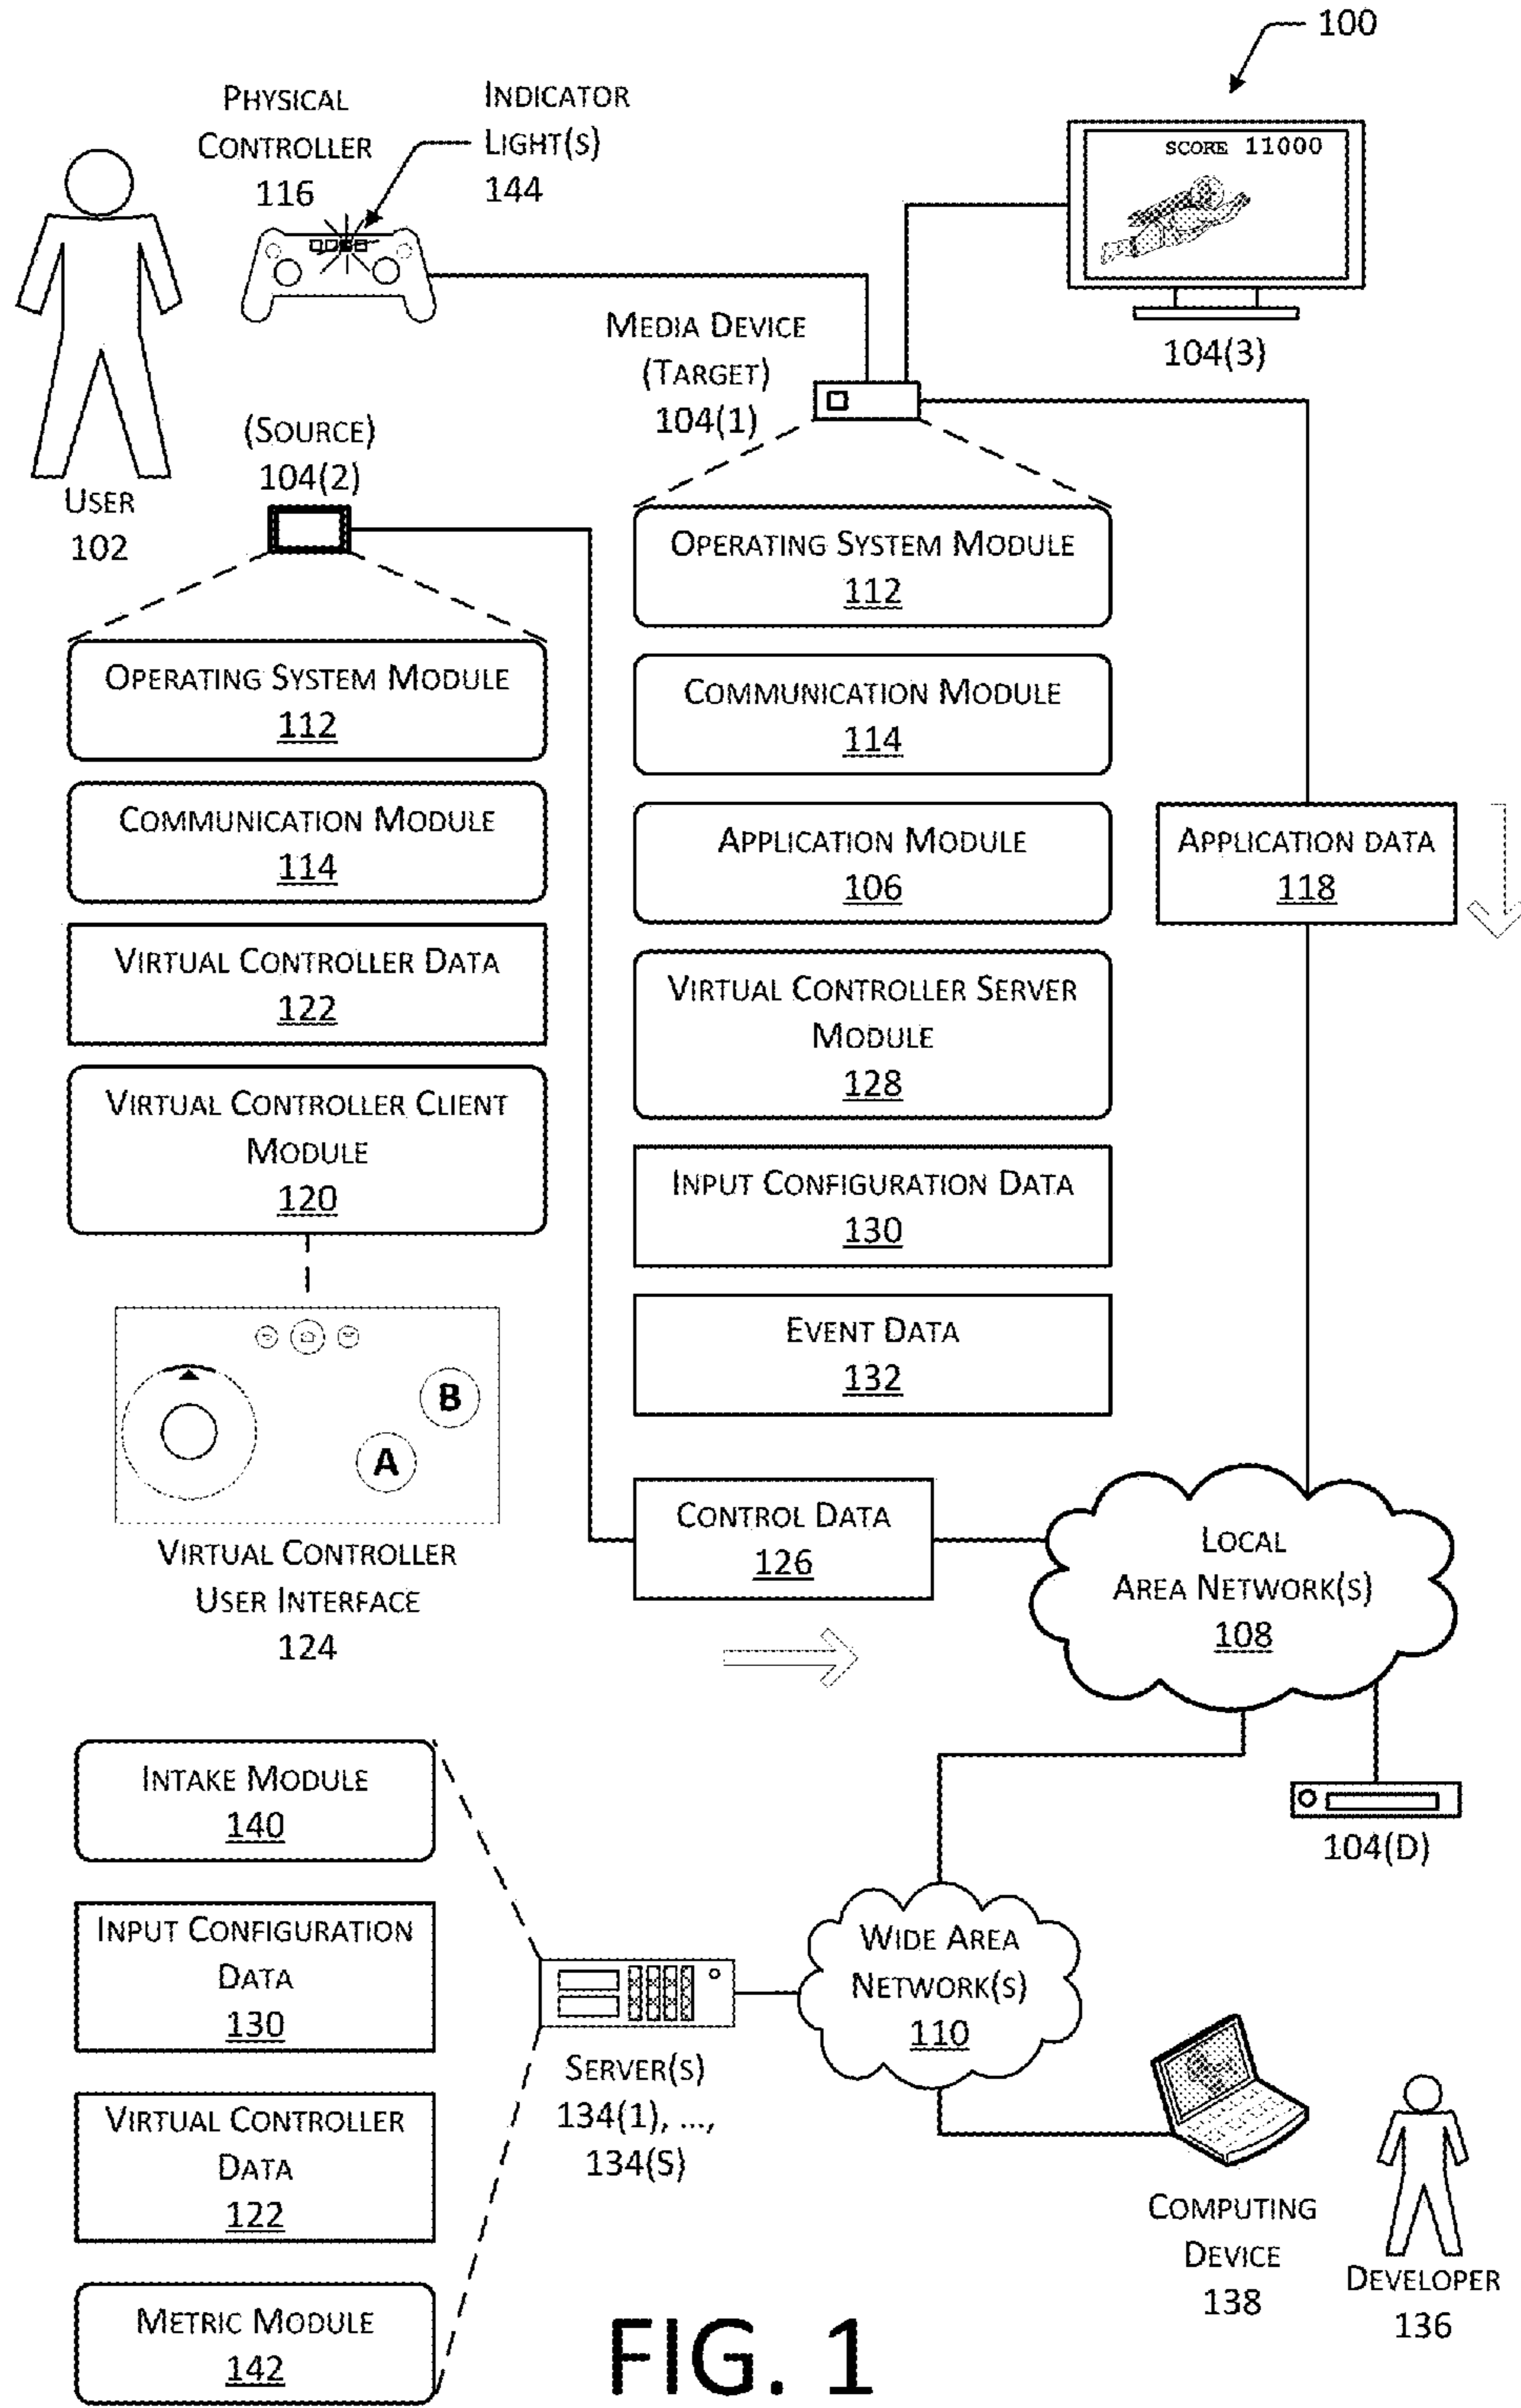 100
PHYSICAL
CONTROLLER
116
INDICATOR
LIGHT(S)
144
SCORE 11000
104(3)
USER
102
(SOURCE)
104(2)
MEDIA DEVICE
(TARGET)
104(1)
OPERATING SYSTEM MODULE
112
COMMUNICATION MODULE
114
VIRTUAL CONTROLLER DATA
122
VIRTUAL CONTROLLER CLIENT
MODULE
120
B
A
VIRTUAL CONTROLLER
USER INTERFACE
124
OPERATING SYSTEM MODULE
112
COMMUNICATION MODULE
114
APPLICATION MODULE
106
VIRTUAL CONTROLLER SERVER
MODULE
128
INPUT CONFIGURATION DATA
130
EVENT DATA
132
APPLICATION DATA
118
CONTROL DATA
126
LOCAL
AREA NETWORK(S)
108
104(D)
INTAKE MODULE
140
INPUT CONFIGURATION
DATA
130
VIRTUAL CONTROLLER
DATA
122
METRIC MODULE
142
SERVER(S)
134(1), ...,
134(S)
WIDE AREA
NETWORK(S)
110
COMPUTING
DEVICE
138
DEVELOPER
136
FIG. 1